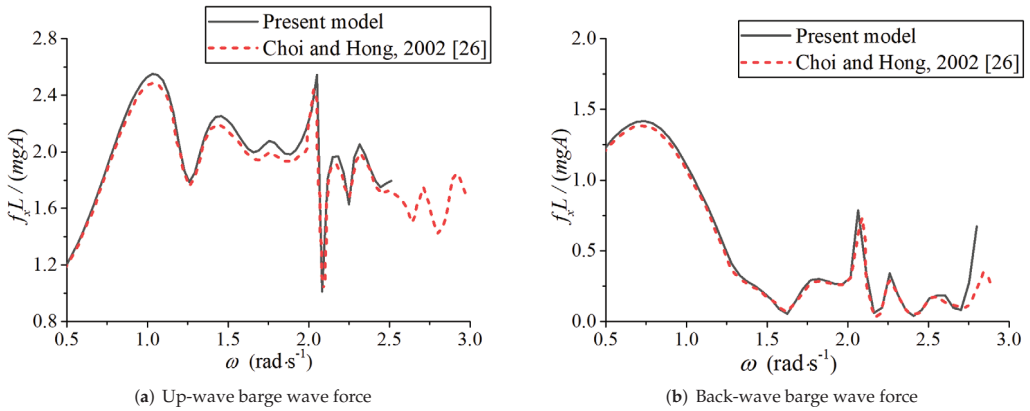 Present model
Choi and Hong, 2002 [26]
f_x L / (mgA)
2.8
2.4
2.0
1.6
1.2
0.8
0.5 1.0 1.5 2.0 2.5 3.0
ω (rad·s⁻¹)
(a) Up-wave barge wave force
Present model
Choi and Hong, 2002 [26]
f_x L / (mgA)
2.0
1.5
1.0
0.5
0.0
0.5 1.0 1.5 2.0 2.5 3.0
ω (rad·s⁻¹)
(b) Back-wave barge wave force